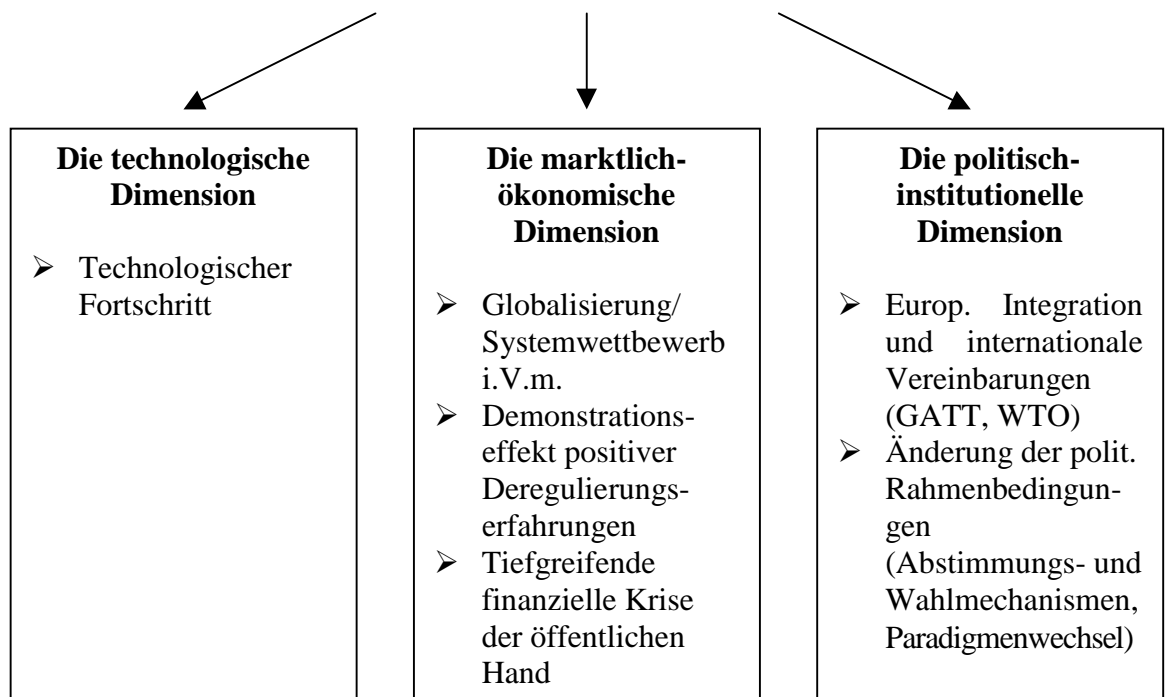 Die technologische
Dimension
➢ Technologischer
Fortschritt
Die marktlich-
ökonomische
Dimension
➢ Globalisierung/
Systemwettbewerb
i.V.m.
➢ Demonstrations-
effekt positiver
Deregulierungs-
erfahrungen
➢ Tiefgreifende
finanzielle Krise
der öffentlichen
Hand
Die politisch-
institutionelle
Dimension
➢ Europ. Integration
und internationale
Vereinbarungen
(GATT, WTO)
➢ Änderung der polit.
Rahmenbedingun-
gen
(Abstimmungs- und
Wahlmechanismen,
Paradigmenwechsel)